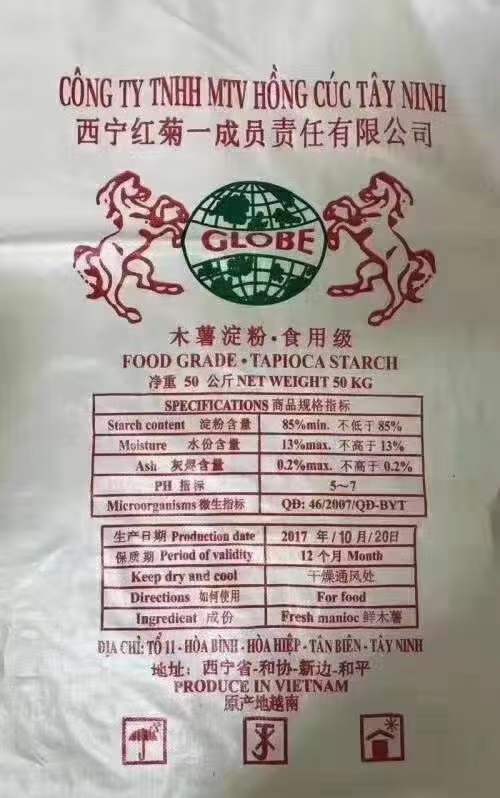 CÔNG TY TNHH MTV HỒNG CÚC TÂY NINH
西宁红菊一成员责任有限公司
GLOBE
木薯淀粉·食用级
FOOD GRADE · TAPIOCA STARCH
净重 50 公斤 NET WEIGHT 50 KG
SPECIFICATIONS 商品规格指标
Starch content 淀粉含量 85%min. 不低于 85%
Moisture 水份含量 13%max. 不高于 13%
Ash 灰烬含量 0.2%max. 不高于 0.2%
PH 指标 5~7
Microorganisms 微生指标 QĐ: 46/2007/QĐ-BYT
生产日期 Production date 2017 年/10月/20日
保质期 Period of validity 12 个月 Month
Keep dry and cool 干燥通风处
Directions 如何使用 For food
Ingredient 成份 Fresh manioc 鲜木薯
ĐỊA CHỈ: TỔ 11 - HÒA BÌNH - HÒA HIỆP - TÂN BIÊN - TÂY NINH
地址: 西宁省-和协-新边-和平
PRODUCE IN VIETNAM
原产地越南